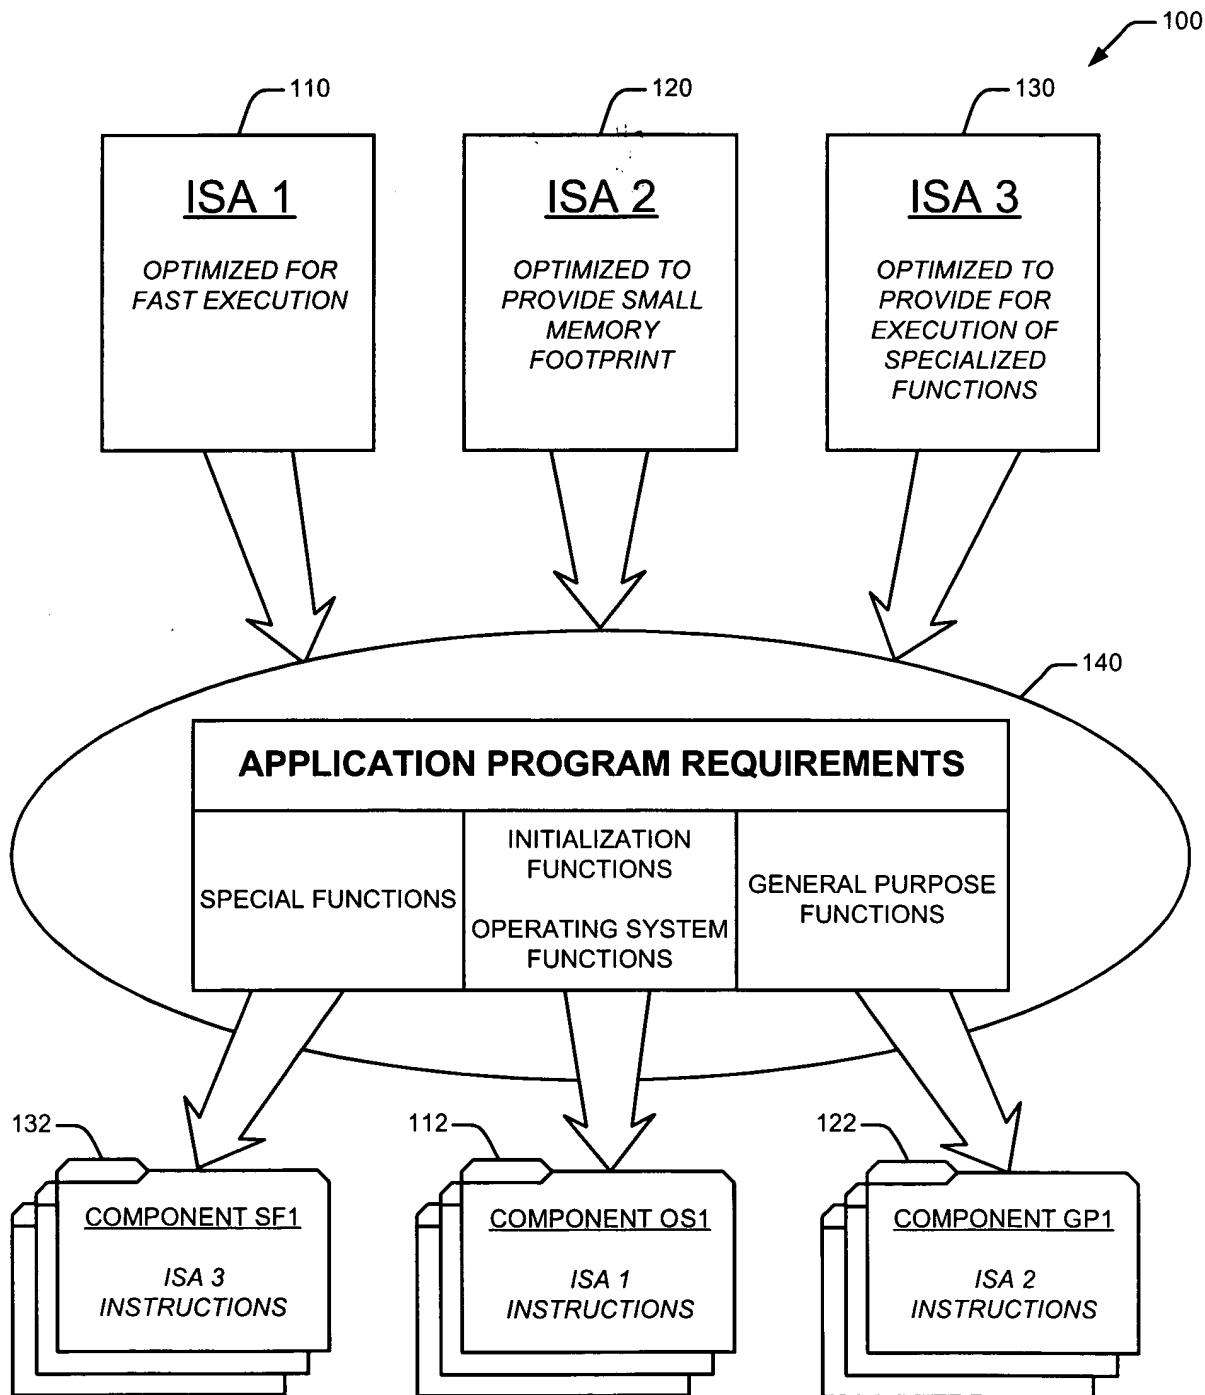 100
110
120
130
ISA 1
OPTIMIZED FOR
FAST EXECUTION
ISA 2
OPTIMIZED TO
PROVIDE SMALL
MEMORY
FOOTPRINT
ISA 3
OPTIMIZED TO
PROVIDE FOR
EXECUTION OF
SPECIALIZED
FUNCTIONS
140
APPLICATION PROGRAM REQUIREMENTS
SPECIAL FUNCTIONS
INITIALIZATION
FUNCTIONS
OPERATING SYSTEM
FUNCTIONS
GENERAL PURPOSE
FUNCTIONS
132
COMPONENT SF1
ISA 3
INSTRUCTIONS
112
COMPONENT OS1
ISA 1
INSTRUCTIONS
122
COMPONENT GP1
ISA 2
INSTRUCTIONS